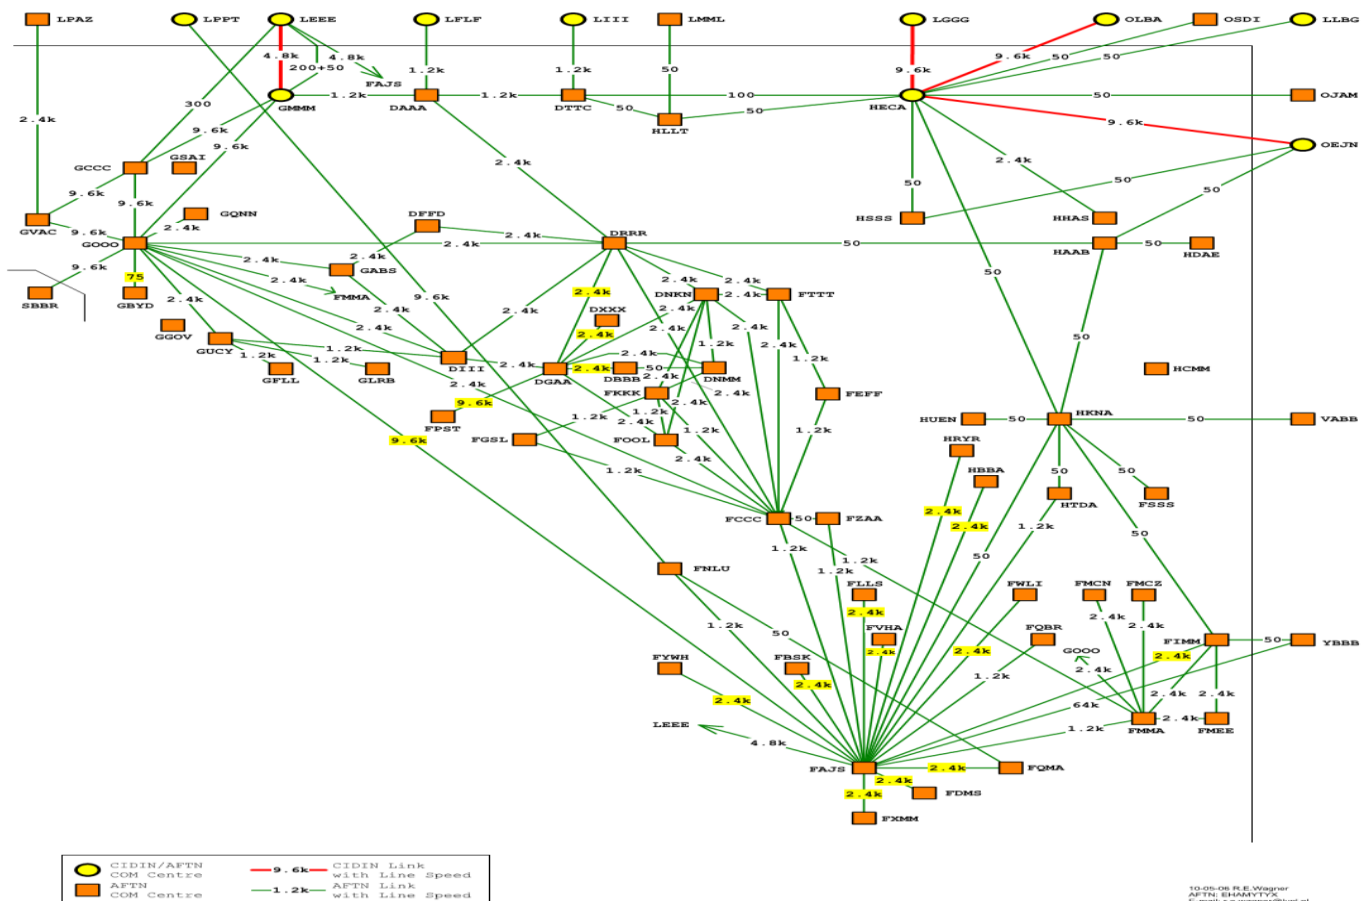 LPAZ LPPT LEEE LFLF LIII LMML LGGG OLBA OSDI LLBG
4.8k 4.8k
200+50 9.6k 50 50
1.2k 1.2k 50 9.6k
FAJS
GMMM 1.2k DAAA 1.2k DTTC 100 HECA 50 OJAM
300 50 50
2.4k HLLT 9.6k
9.6k 9.6k OEJN
GSAI
GCCC 2.4k 2.4k
9.6k 50 50 50
9.6k GQNN DFFD HSSS HHAS
GVAC 9.6k 2.4k 2.4k DRRR
GOOO 2.4k 50 HAAB 50 HDAE
2.4k 2.4k
9.6k 75 GABS 50
2.4k 2.4k 2.4k
SBBR GBYD FMMA 2.4k DNKN 2.4k FTTT
2.4k 9.6k DXXX 2.4k
GGOV 2.4k 2.4k 2.4k 2.4k
GUCY 2.4k 1.2k 2.4k 50
1.2k 1.2k 2.4k 1.2k
1.2k DIII 2.4k
GFLL GLRB DGAA 2.4k DBBB 50 DNMM HCMM
2.4k 2.4k
2.4k FKKK 2.4k FEFF
9.6k 1.2k 1.2k
FPST 2.4k 2.4k HUEN 50 HKNA 50 VABB
9.6k FGSL FOOL 1.2k 1.2k
2.4k HRYR
1.2k HBBA 50 50
HTDA FSSS
2.4k
FCCC 50 FZAA 2.4k 1.2k
1.2k 1.2k 50 50
FNLU 1.2k
FLLS FWLI FMCN FMCZ
2.4k
1.2k 50 FVHA FQBR 2.4k 2.4k
2.4k 2.4k GOOO FIMM 50 YBBB
FYWH FBSK 2.4k
2.4k 1.2k 2.4k
2.4k 2.4k 2.4k
LEEE 64k
4.8k 1.2k FMMA 2.4k FMEE
FAJS 2.4k FQMA
2.4k
2.4k FDMS
FXMM
CIDIN/AFTN COM Centre
9.6k CIDIN Link with Line Speed
AFTN COM Centre
1.2k AFTN Link with Line Speed
10-05-06 R.E.Wagner
AFTN: EHAMYTYX